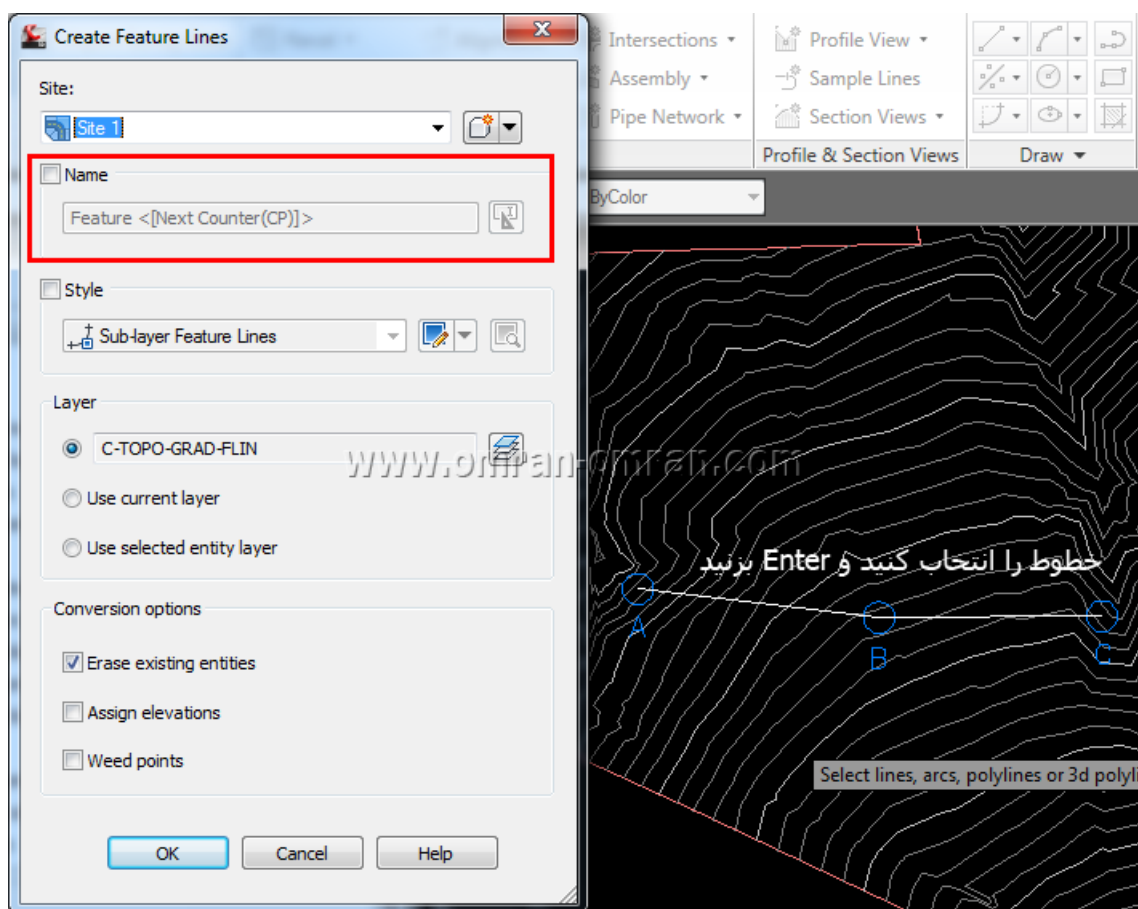 Create Feature Lines
Site:
Site 1
Name
Feature <[Next Counter(CP)]>
Style
Sub-layer Feature Lines
Layer
C-TOPO-GRAD-FLIN
Use current layer
Use selected entity layer
Conversion options
Erase existing entities
Assign elevations
Weed points
OK
Cancel
Help
Intersections
Profile View
Assembly
Sample Lines
Pipe Network
Section Views
Profile & Section Views
Draw
ByColor
www.omran-omran.com
خطوط را انتخاب کنید و Enter بزنید
A
B
C
Select lines, arcs, polylines or 3d polyli